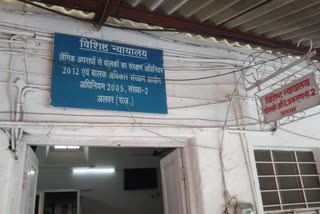 विशिष्ठ न्यायालय
लैंगिक अपराधों से बालकों का संरक्षण अधिनियम
2012 एवं बालक अधिकार संरक्षण आयोग
अधिनियम 2005, संख्या-2
अलवर (राज.)
विशिष्ठ न्यायालय